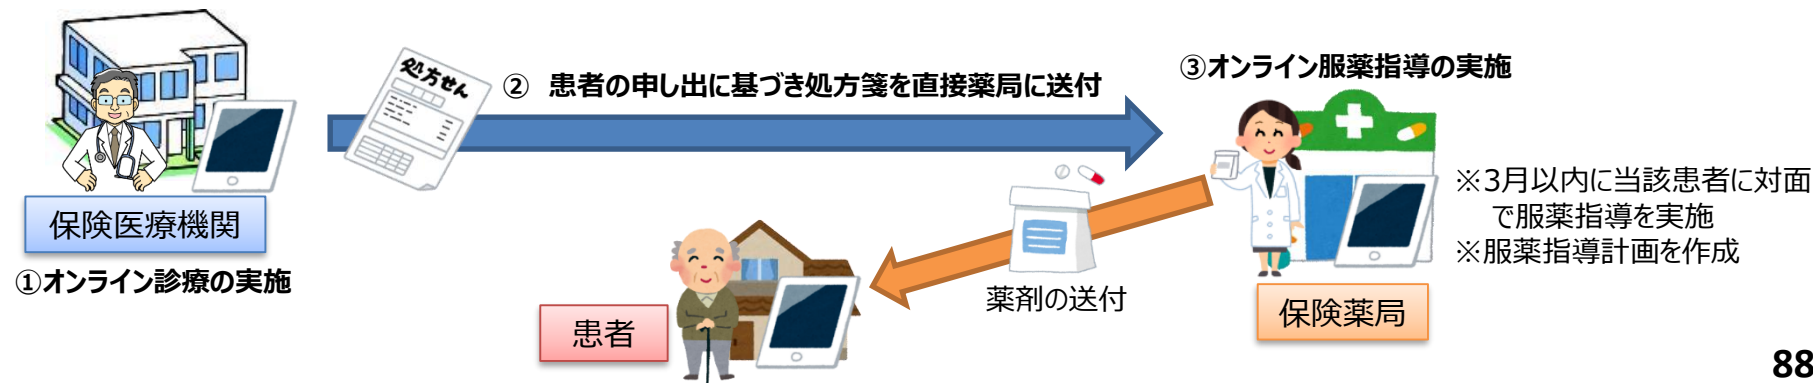 処方せん
② 患者の申し出に基づき処方箋を直接薬局に送付
③オンライン服薬指導の実施
※3月以内に当該患者に対面
で服薬指導を実施
※服薬指導計画を作成
保険医療機関
①オンライン診療の実施
薬剤の送付
患者
保険薬局
88